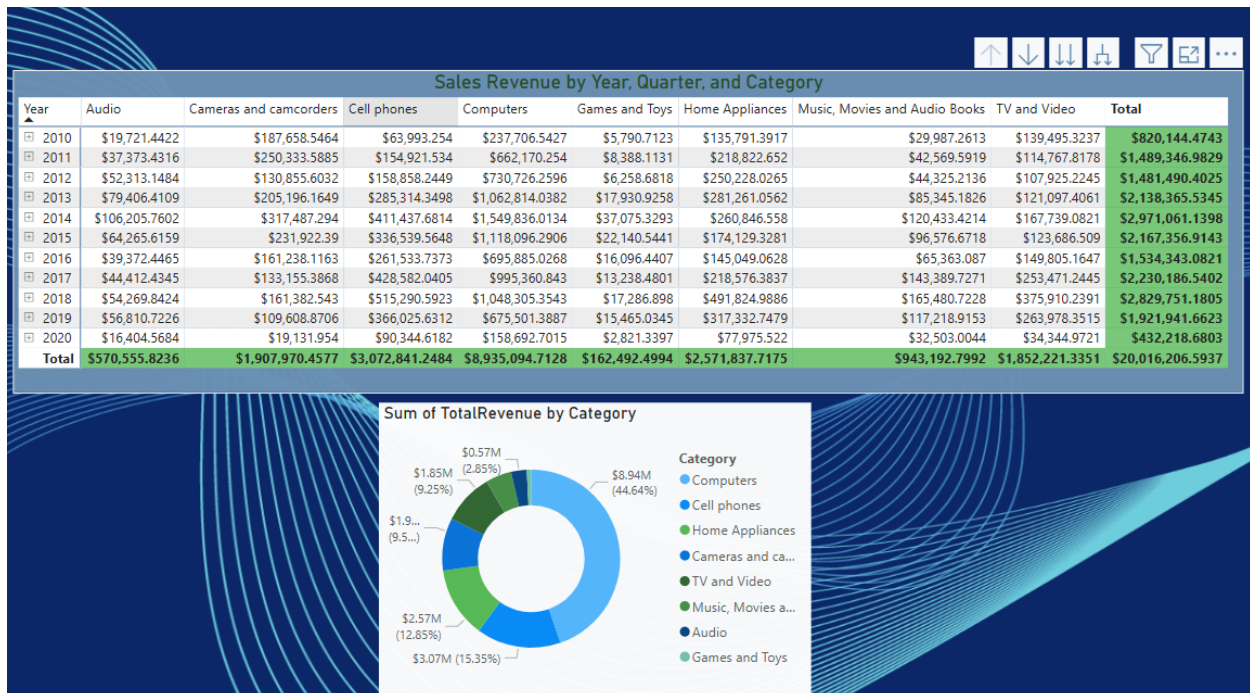 Sales Revenue by Year, Quarter, and Category
Year Audio Cameras and camcorders Cell phones Computers Games and Toys Home Appliances Music, Movies and Audio Books TV and Video Total
2010 $19,721.4422 $187,658.5464 $63,993.254 $237,706.5427 $5,790.7123 $135,791.3917 $29,987.2613 $139,495.3237 $820,144.4743
2011 $37,373.4316 $250,333.5885 $154,921.534 $662,170.254 $8,388.1131 $218,822.652 $42,569.5919 $114,767.8178 $1,489,346.9829
2012 $52,313.1484 $130,855.6032 $158,858.2449 $730,726.2596 $6,258.6818 $250,228.0265 $44,325.2136 $107,925.2245 $1,481,490.4025
2013 $79,406.4109 $205,196.1649 $285,314.3498 $1,062,814.0382 $17,930.9258 $281,261.0562 $85,345.1826 $121,097.4061 $2,138,365.5345
2014 $106,205.7602 $317,487.294 $411,437.6814 $1,549,836.0134 $37,075.3293 $260,846.558 $120,433.4214 $167,739.0821 $2,971,061.1398
2015 $64,265.6159 $231,922.39 $336,539.5648 $1,118,096.2906 $22,140.5441 $174,129.3281 $96,576.6718 $123,686.509 $2,167,356.9143
2016 $39,372.4465 $161,238.1163 $261,533.7373 $695,885.0268 $16,096.4407 $145,049.0628 $65,363.087 $149,805.1647 $1,534,343.0821
2017 $44,412.4345 $133,155.3868 $428,582.0405 $995,360.843 $13,238.4801 $218,576.3837 $143,389.7271 $253,471.2445 $2,230,186.5402
2018 $54,269.8424 $161,382.543 $515,290.5923 $1,048,305.3543 $17,286.898 $491,824.9886 $165,480.7228 $375,910.2391 $2,829,751.1805
2019 $56,810.7226 $109,608.8706 $366,025.6312 $675,501.3887 $15,465.0345 $317,332.7479 $117,218.9153 $263,978.3515 $1,921,941.6623
2020 $16,404.5684 $19,131.954 $90,344.6182 $158,692.7015 $2,821.3397 $77,975.522 $32,503.0044 $34,344.9721 $432,218.6803
Total $570,555.8236 $1,907,970.4577 $3,072,841.2484 $8,935,094.7128 $162,492.4994 $2,571,837.7175 $943,192.7992 $1,852,221.3351 $20,016,206.5937
Sum of TotalRevenue by Category
$0.57M
(2.85%)
$1.85M
(9.25%)
$1.9...
(9.5...)
$2.57M
(12.85%)
$3.07M (15.35%)
$8.94M
(44.64%)
Category
Computers
Cell phones
Home Appliances
Cameras and ca...
TV and Video
Music, Movies a...
Audio
Games and Toys